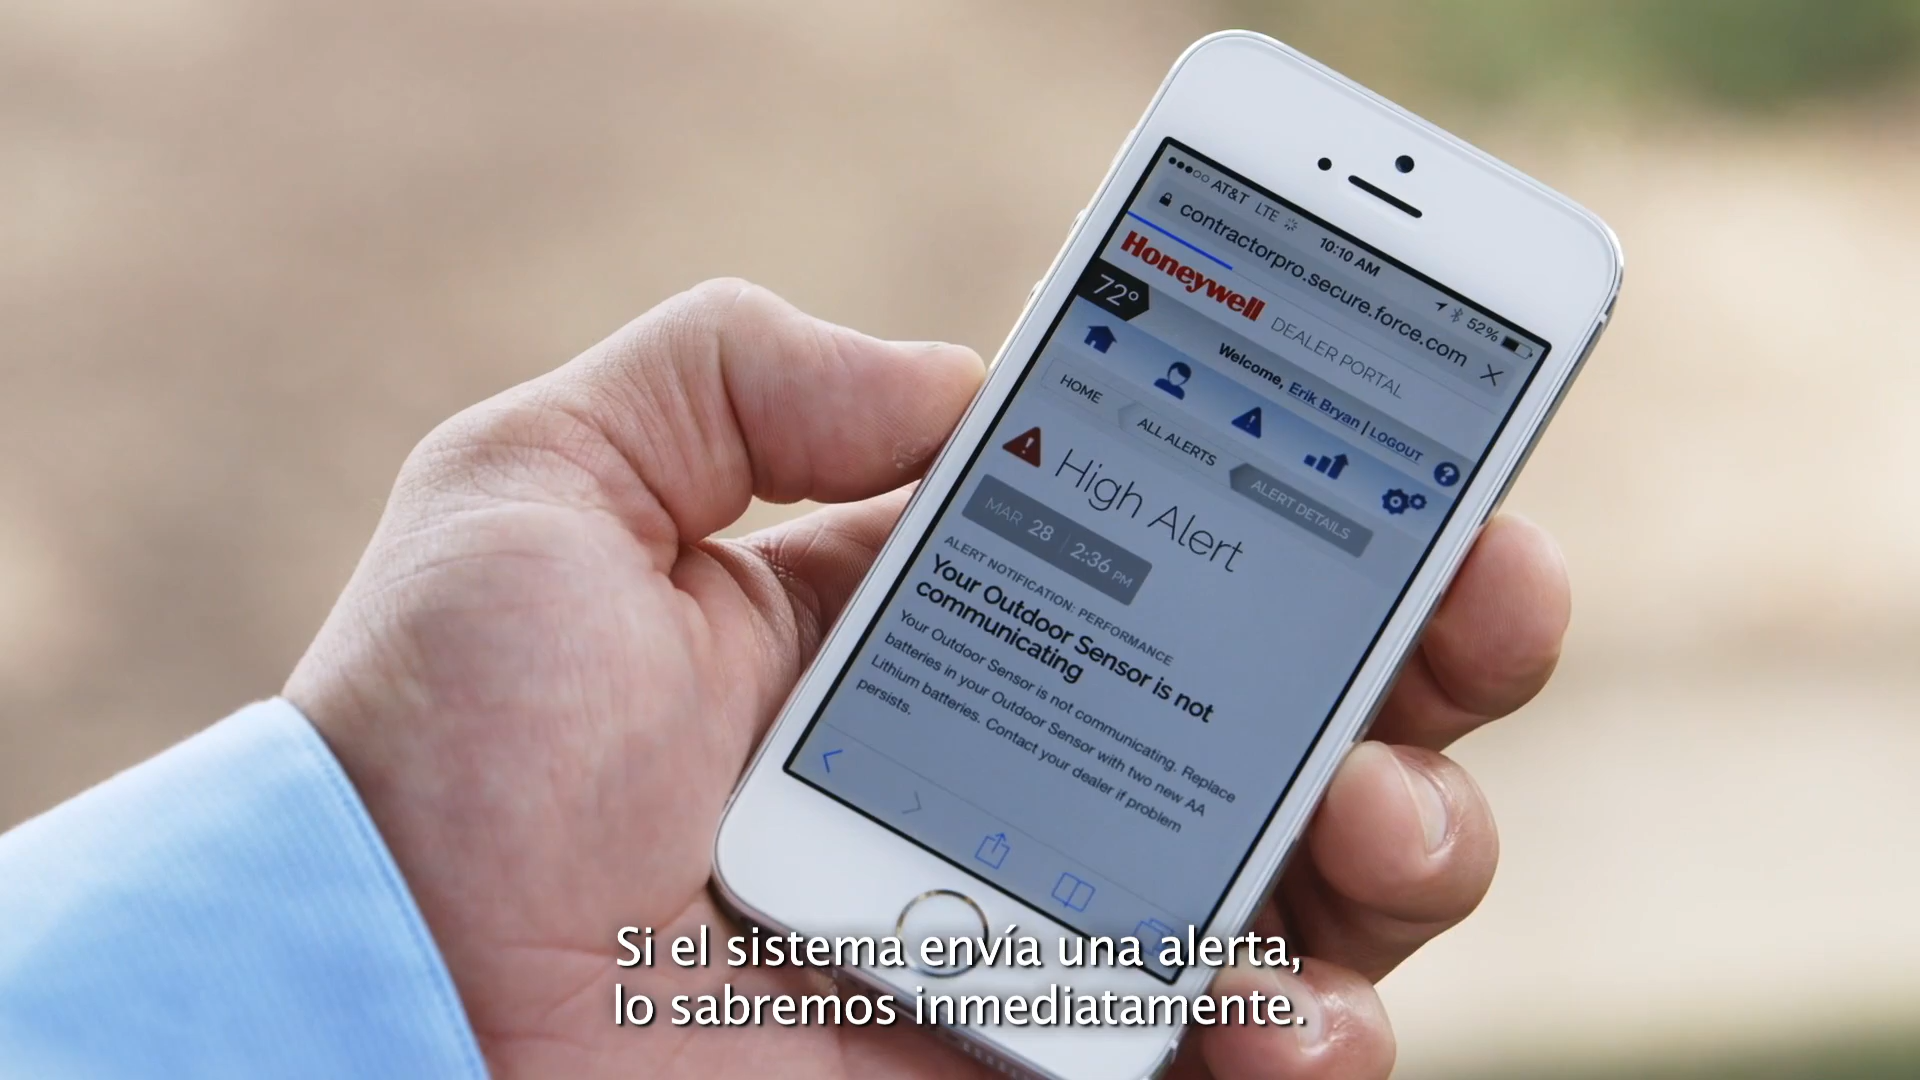 AT&T LTE 10:10 AM 52%
contractorpro.secure.force.com
Honeywell DEALER PORTAL
72°
Welcome, Erik Bryan | LOGOUT
HOME ALL ALERTS ALERT DETAILS
High Alert
MAR 28 | 2:36 PM
ALERT NOTIFICATION: PERFORMANCE
Your Outdoor Sensor is not
communicating
Your Outdoor Sensor is not communicating. Replace
batteries in your Outdoor Sensor with two new AA
Lithium batteries. Contact your dealer if problem
persists.
Si el sistema envía una alerta,
lo sabremos inmediatamente.